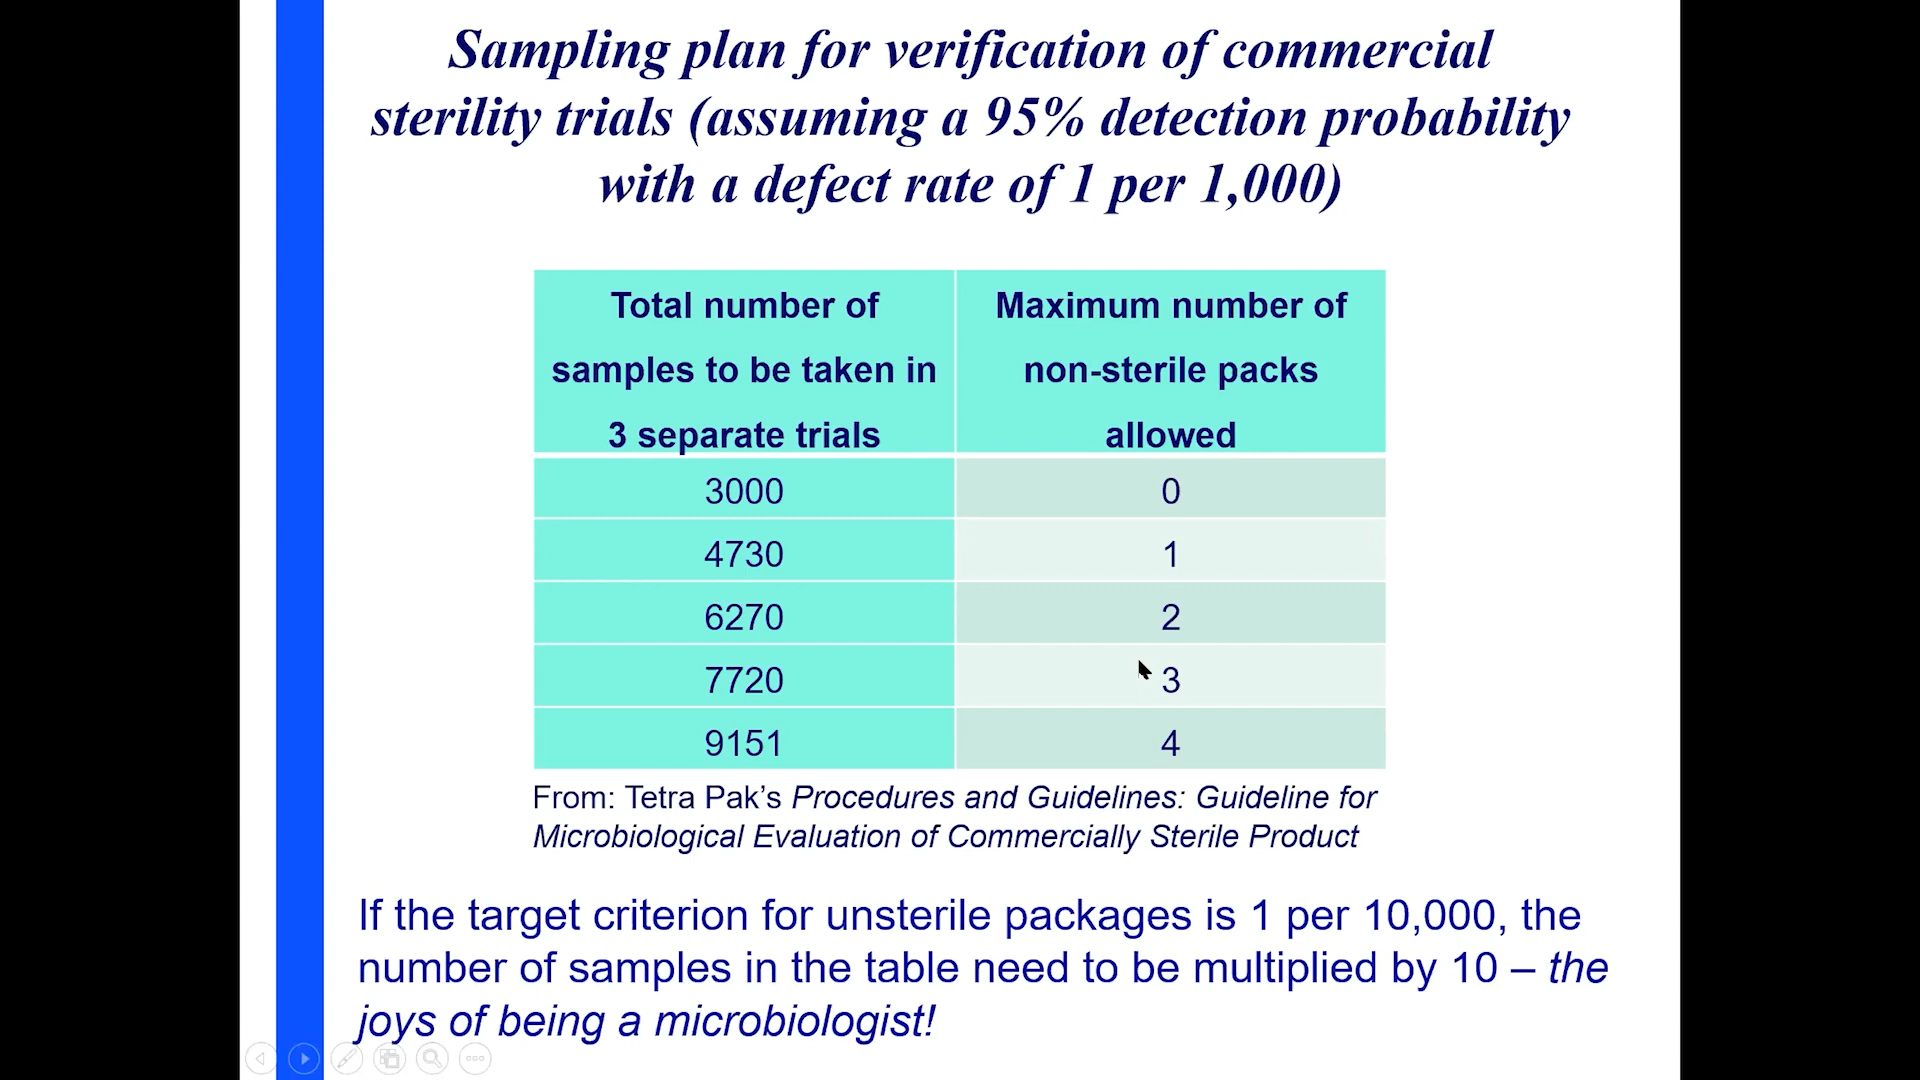 Sampling plan for verification of commercial
sterility trials (assuming a 95% detection probability
with a defect rate of 1 per 1,000)
Total number of
samples to be taken in
3 separate trials
Maximum number of
non-sterile packs
allowed
3000 0
4730 1
6270 2
7720 3
9151 4
From: Tetra Pak’s Procedures and Guidelines: Guideline for
Microbiological Evaluation of Commercially Sterile Product
If the target criterion for unsterile packages is 1 per 10,000, the
number of samples in the table need to be multiplied by 10 – the
joys of being a microbiologist!